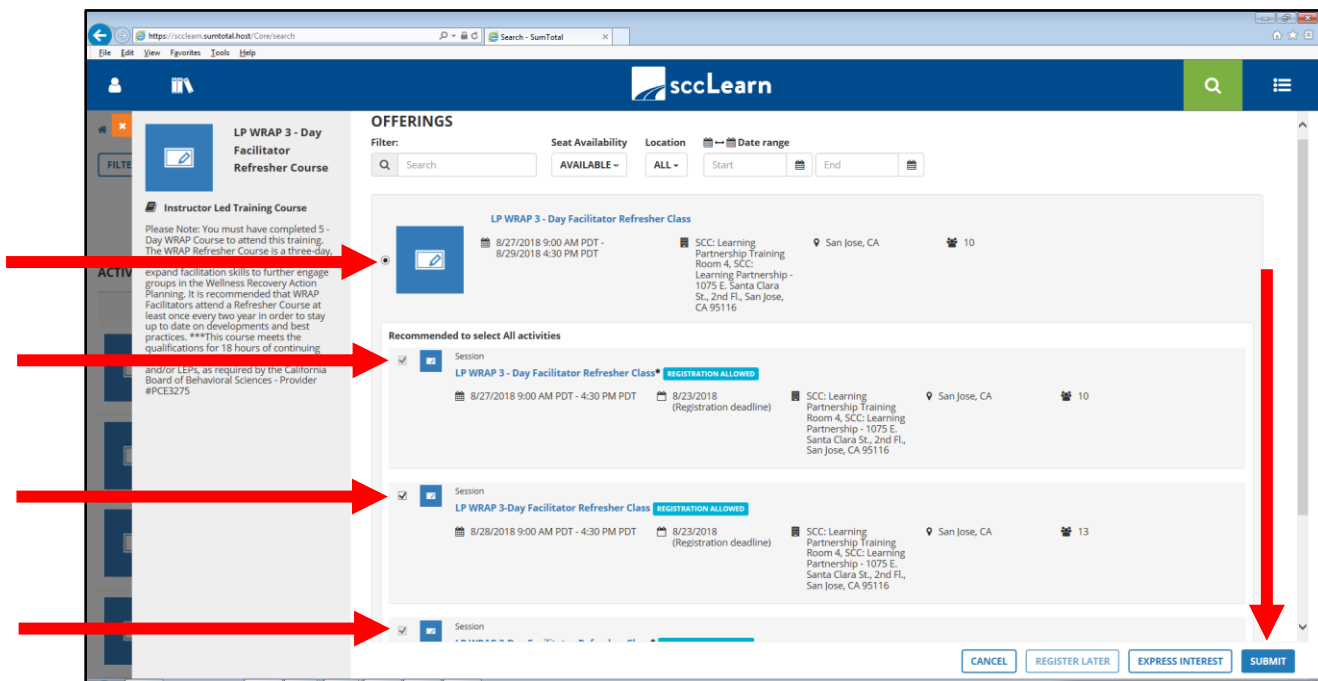 https://scclearn.sumtotal.host/Core/search
Search - SumTotal
File Edit View Favorites Tools Help
sccLearn
FILTE
ACTIV
LP WRAP 3 - Day
Facilitator
Refresher Course
Instructor Led Training Course
Please Note: You must have completed 5 -
Day WRAP Course to attend this training.
The WRAP Refresher Course is a three-day,
expand facilitation skills to further engage
groups in the Wellness Recovery Action
Planning. It is recommended that WRAP
Facilitators attend a Refresher Course at
least once every two year in order to stay
up to date on developments and best
practices. ***This course meets the
qualifications for 18 hours of continuing
and/or LEPs, as required by the California
Board of Behavioral Sciences - Provider
#PCE3275
OFFERINGS
Filter: Seat Availability Location Date range
Search AVAILABLE ALL Start End
LP WRAP 3 - Day Facilitator Refresher Class
8/27/2018 9:00 AM PDT -
8/29/2018 4:30 PM PDT
SCC: Learning
Partnership Training
Room 4, SCC:
Learning Partnership -
1075 E. Santa Clara
St., 2nd Fl., San Jose,
CA 95116
San Jose, CA
10
Recommended to select All activities
Session
LP WRAP 3 - Day Facilitator Refresher Class* REGISTRATION ALLOWED
8/27/2018 9:00 AM PDT - 4:30 PM PDT
8/23/2018
(Registration deadline)
SCC: Learning
Partnership Training
Room 4, SCC: Learning
Partnership - 1075 E.
Santa Clara St., 2nd Fl.,
San Jose, CA 95116
San Jose, CA
10
Session
LP WRAP 3-Day Facilitator Refresher Class REGISTRATION ALLOWED
8/28/2018 9:00 AM PDT - 4:30 PM PDT
8/23/2018
(Registration deadline)
SCC: Learning
Partnership Training
Room 4, SCC: Learning
Partnership - 1075 E.
Santa Clara St., 2nd Fl.,
San Jose, CA 95116
San Jose, CA
13
Session
CANCEL REGISTER LATER EXPRESS INTEREST SUBMIT